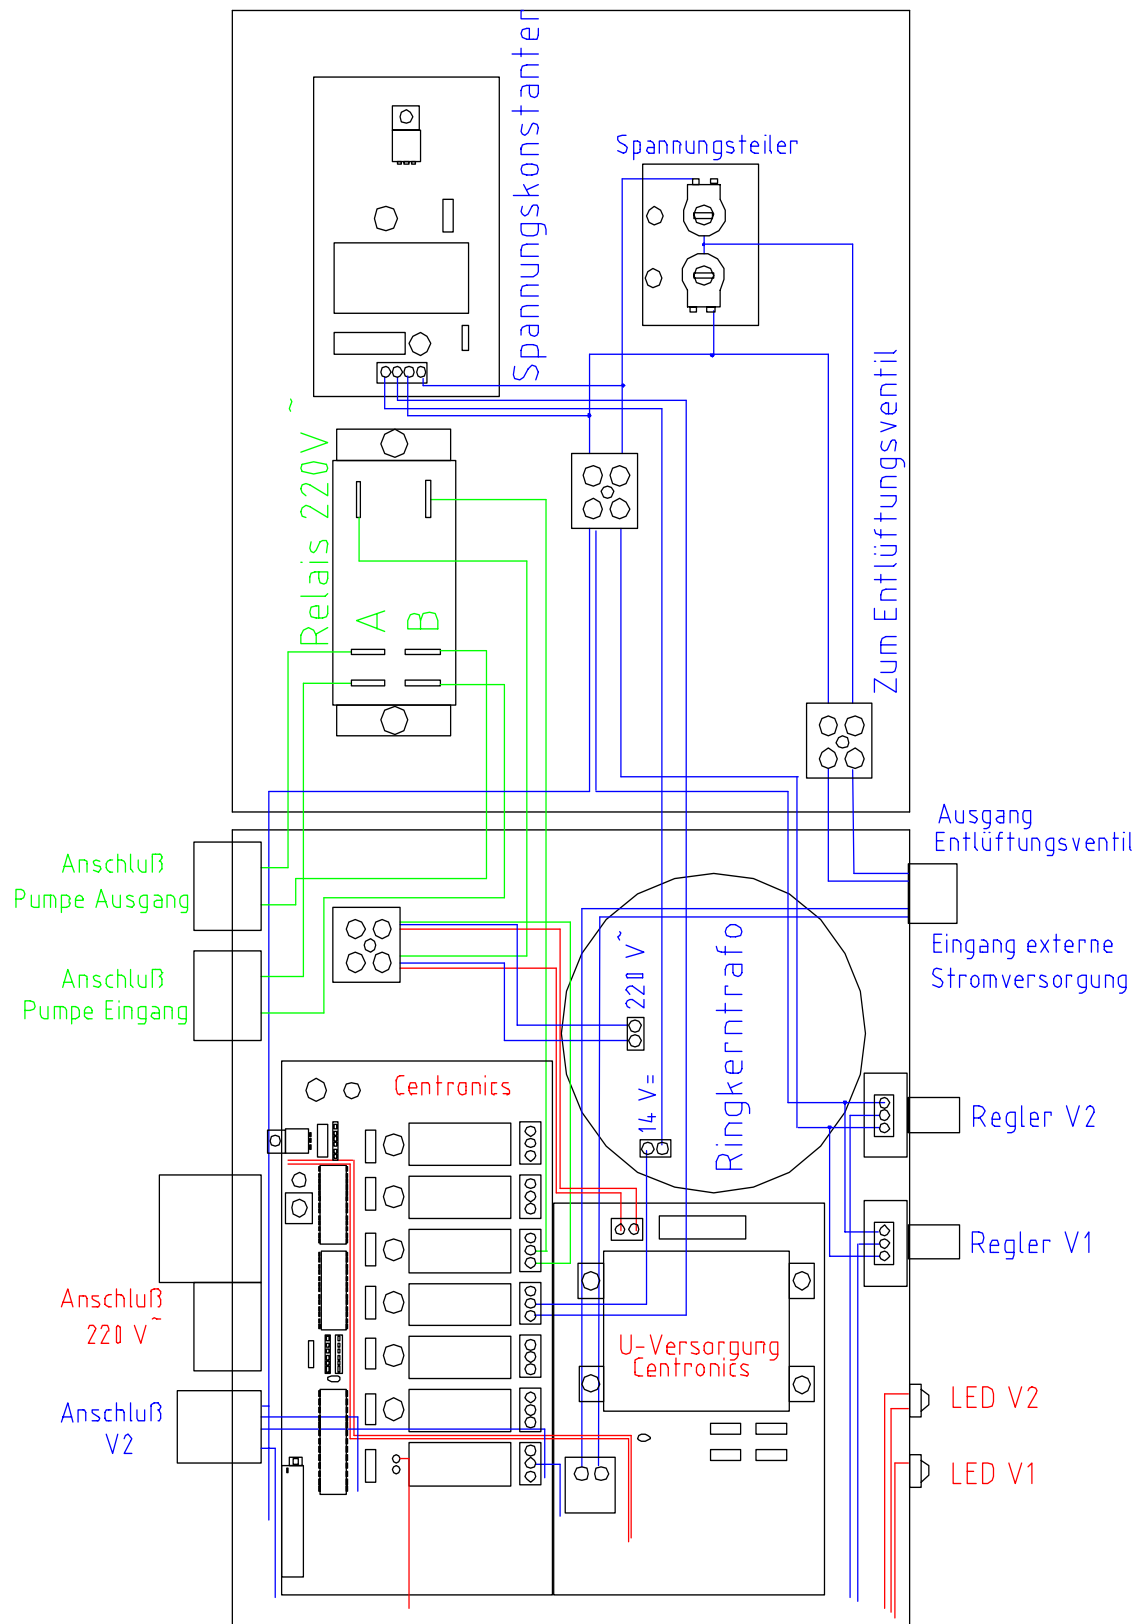 Spannungskonstanter
Spannungsteiler
Zum Entlüftungsventil
Relais 220V ~
A
B
Ausgang
Entlüftungsventil
Anschluß
Pumpe Ausgang
Eingang externe
Stromversorgung
Anschluß
Pumpe Eingang
220 V ~
Ringkerntrafo
14 V=
Centronics
Regler V2
Regler V1
Anschluß
220 V ~
U-Versorgung
Centronics
LED V2
Anschluß
V2
LED V1